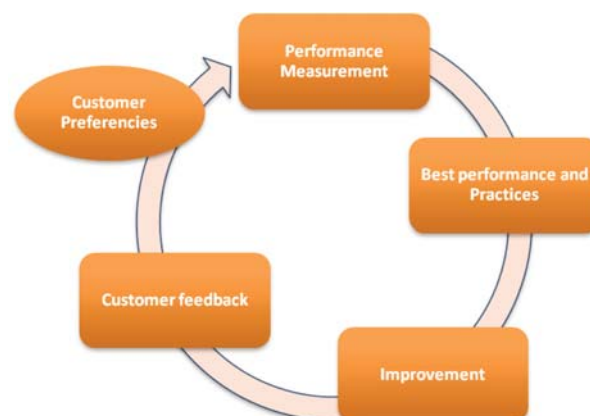 Performance
Measurement
Customer
Preferencies
Best performance and
Practices
Customer feedback
Improvement